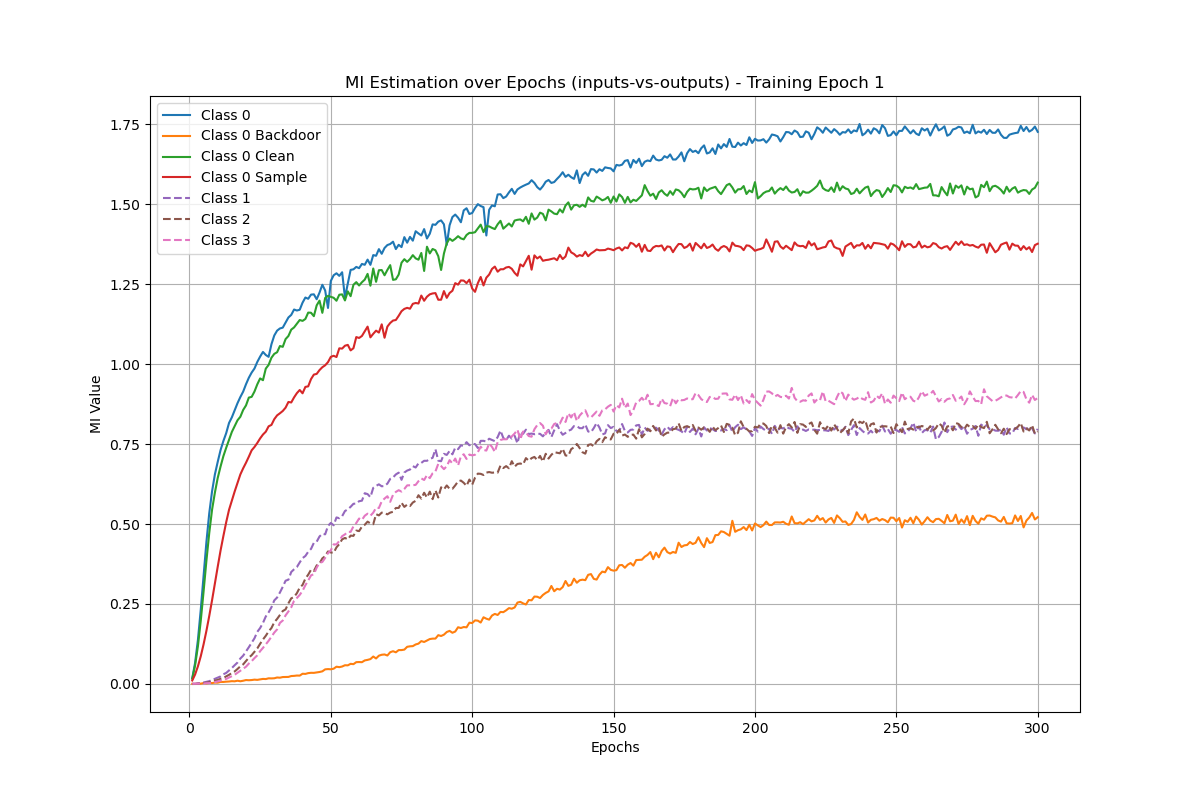 MI Estimation over Epochs (inputs-vs-outputs) - Training Epoch 1
Class 0
Class 0 Backdoor
Class 0 Clean
Class 0 Sample
Class 1
Class 2
Class 3
1.75
1.50
1.25
1.00
0.75
0.50
0.25
0.00
MI Value
0 50 100 150 200 250 300
Epochs